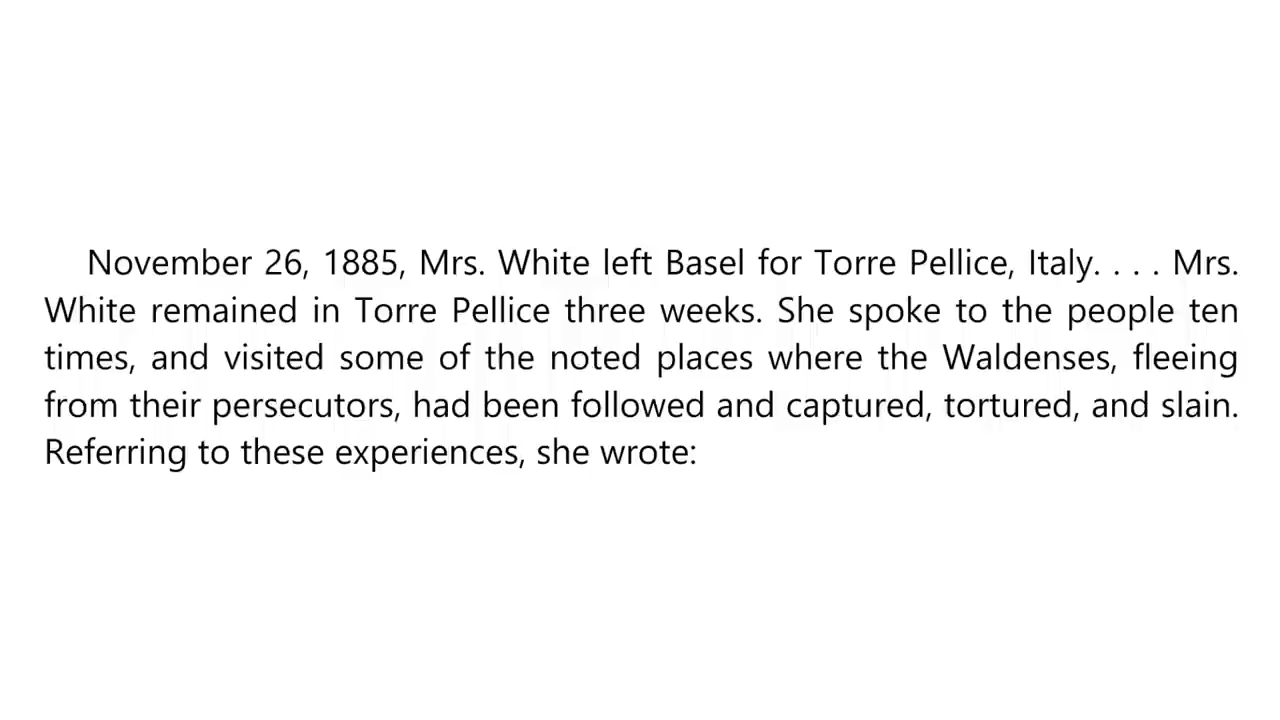 November 26, 1885, Mrs. White left Basel for Torre Pellice, Italy. . . . Mrs.
White remained in Torre Pellice three weeks. She spoke to the people ten
times, and visited some of the noted places where the Waldenses, fleeing
from their persecutors, had been followed and captured, tortured, and slain.
Referring to these experiences, she wrote: